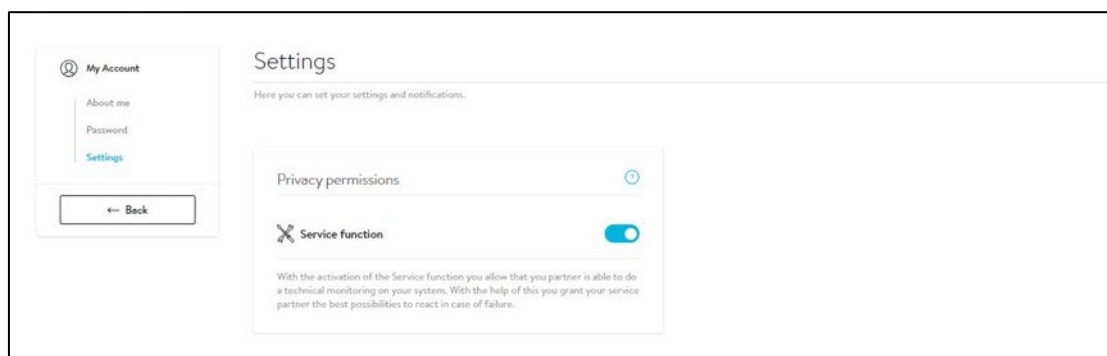 My Account
About me
Password
Settings
← Back
Settings
Here you can set your settings and notifications.
Privacy permissions
?
Service function
With the activation of the Service function you allow that you partner is able to do
a technical monitoring on your system. With the help of this you grant your service
partner the best possibilities to react in case of failure.